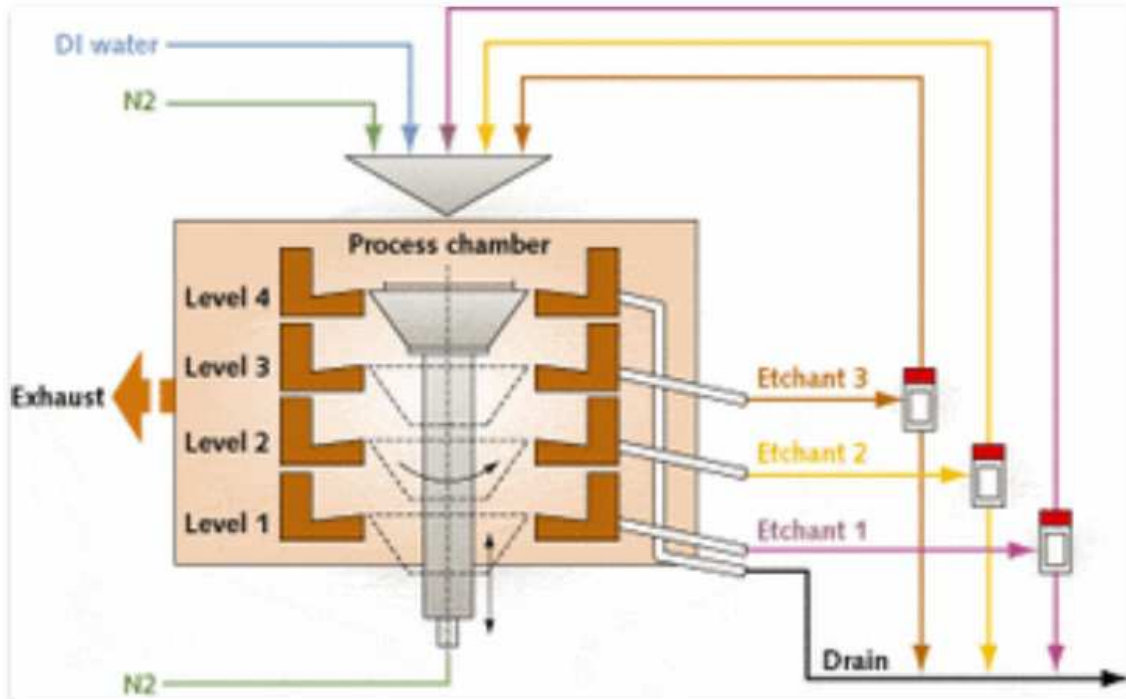 DI water
N2
Process chamber
Level 4
Level 3
Exhaust
Etchant 3
Level 2
Etchant 2
Level 1
Etchant 1
Drain
N2